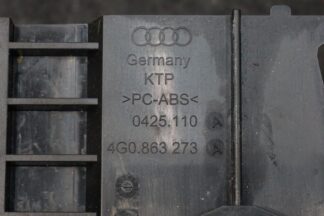 Germany
KTP
>PC-ABS<
0425.110
4G0.863 273